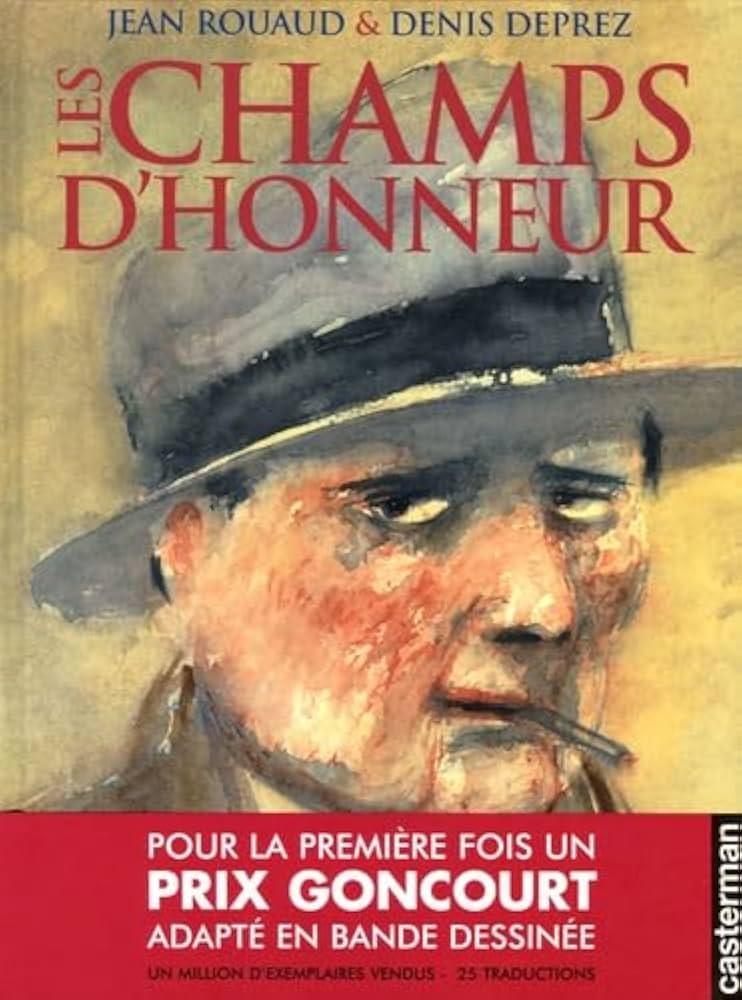 JEAN ROUAUD & DENIS DEPREZ
LES CHAMPS
D'HONNEUR
POUR LA PREMIÈRE FOIS UN
PRIX GONCOURT
ADAPTÉ EN BANDE DESSINÉE
UN MILLION D'EXEMPLAIRES VENDUS - 25 TRADUCTIONS
casterman